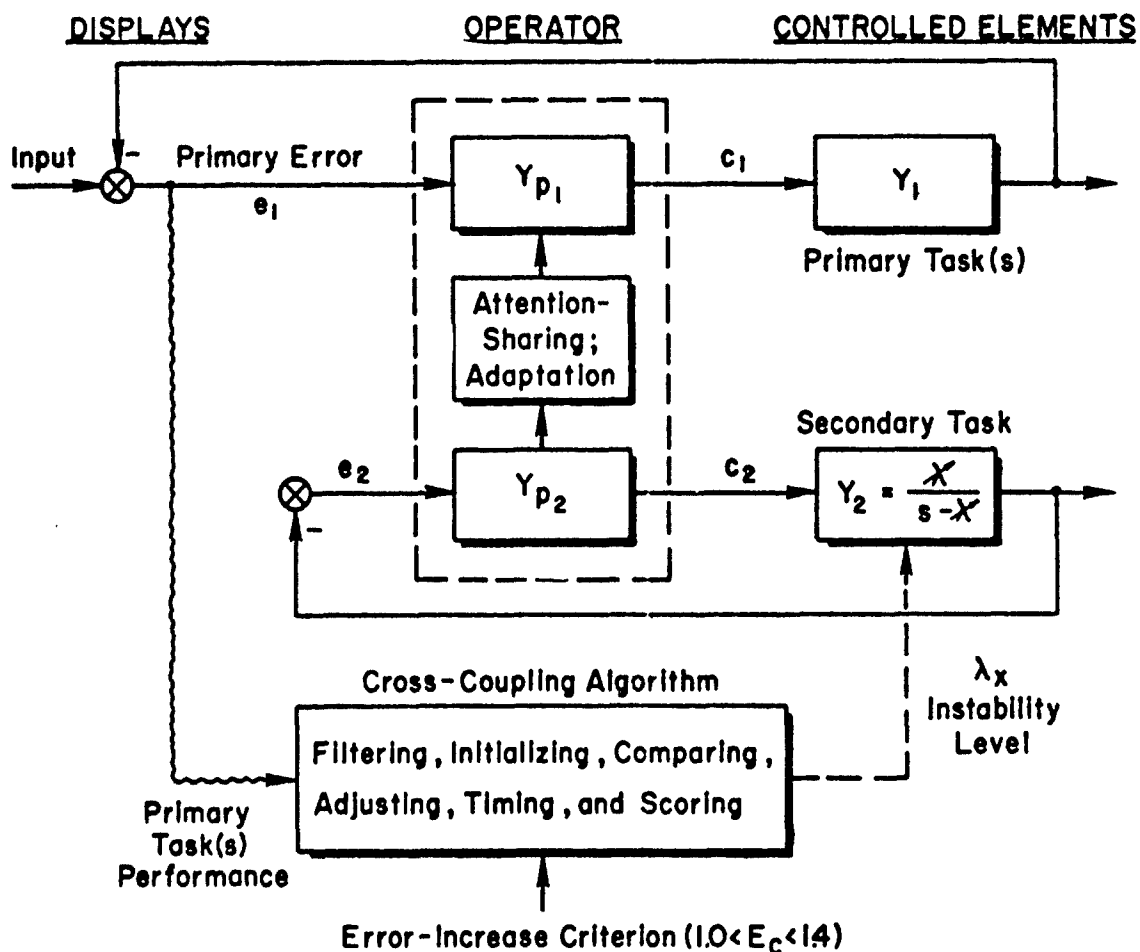 DISPLAYS
OPERATOR
CONTROLLED ELEMENTS
Input
-
Primary Error
e₁
Yp₁
c₁
Y₁
Primary Task(s)
Attention-
Sharing;
Adaptation
Secondary Task
e₂
Yp₂
c₂
Y₂ = λ / s-λ
-
λx
Instability
Level
Cross-Coupling Algorithm
Filtering, Initializing, Comparing,
Adjusting, Timing, and Scoring
Primary
Task(s)
Performance
Error-Increase Criterion (1.0<E_C<1.4)